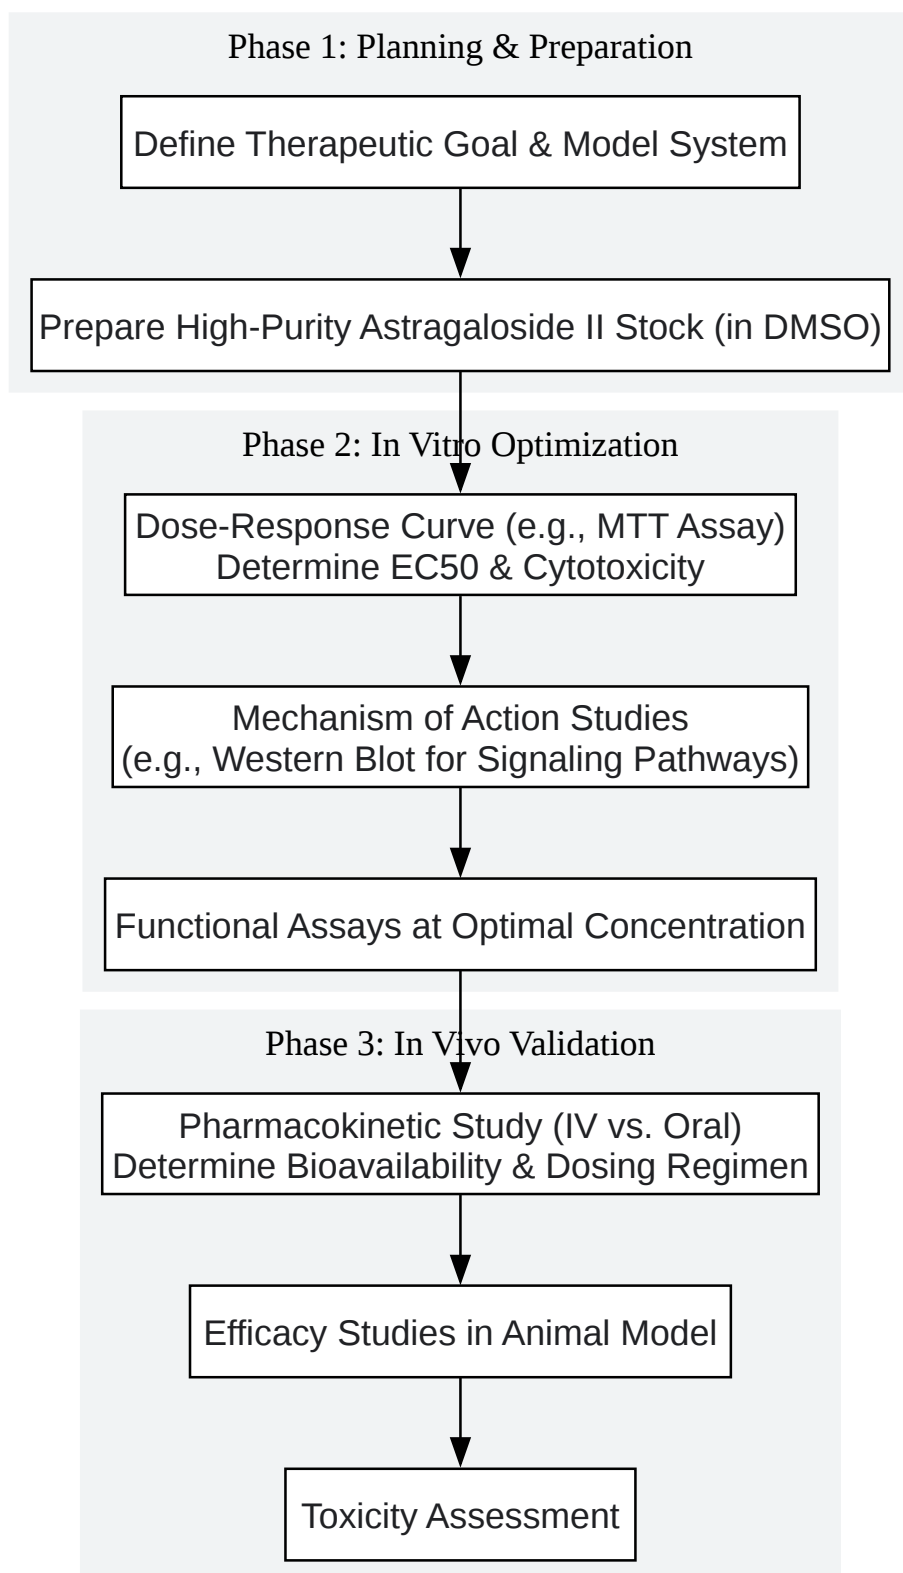 Phase 1: Planning & Preparation
Define Therapeutic Goal & Model System
Prepare High-Purity Astragaloside II Stock (in DMSO)
Phase 2: In Vitro Optimization
Dose-Response Curve (e.g., MTT Assay)
Determine EC50 & Cytotoxicity
Mechanism of Action Studies
(e.g., Western Blot for Signaling Pathways)
Functional Assays at Optimal Concentration
Phase 3: In Vivo Validation
Pharmacokinetic Study (IV vs. Oral)
Determine Bioavailability & Dosing Regimen
Efficacy Studies in Animal Model
Toxicity Assessment